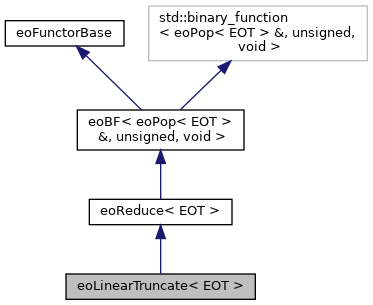 std::binary_function
< eoPop< EOT > &, unsigned,
void >
eoFunctorBase
eoBF< eoPop< EOT >
&, unsigned, void >
eoReduce< EOT >
eoLinearTruncate< EOT >